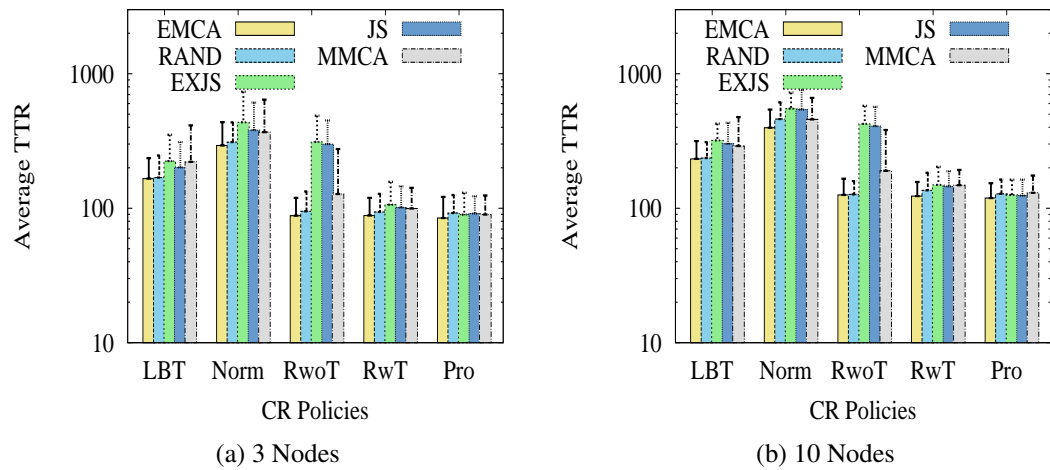 EMCA
RAND
EXJS
JS
MMCA
Average TTR
1000
100
10
LBT
Norm
RwoT
RwT
Pro
CR Policies
(a) 3 Nodes
EMCA
RAND
EXJS
JS
MMCA
Average TTR
1000
100
10
LBT
Norm
RwoT
RwT
Pro
CR Policies
(b) 10 Nodes